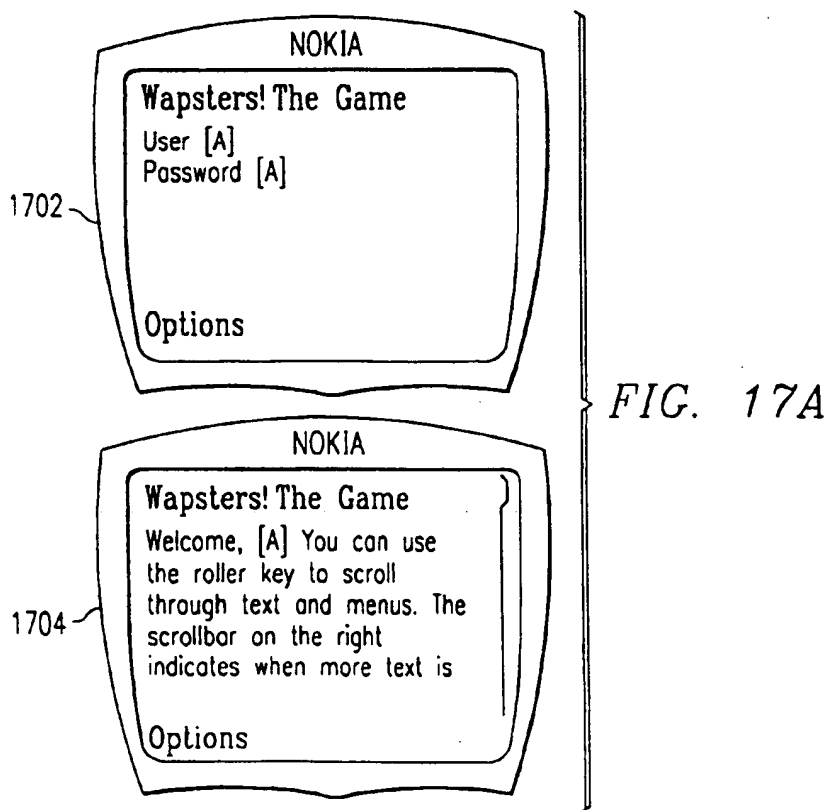 NOKIA
Wapsters! The Game
User [A]
Password [A]
1702
Options
FIG. 17A
NOKIA
Wapsters! The Game
Welcome, [A] You can use
the roller key to scroll
through text and menus. The
scrollbar on the right
indicates when more text is
1704
Options